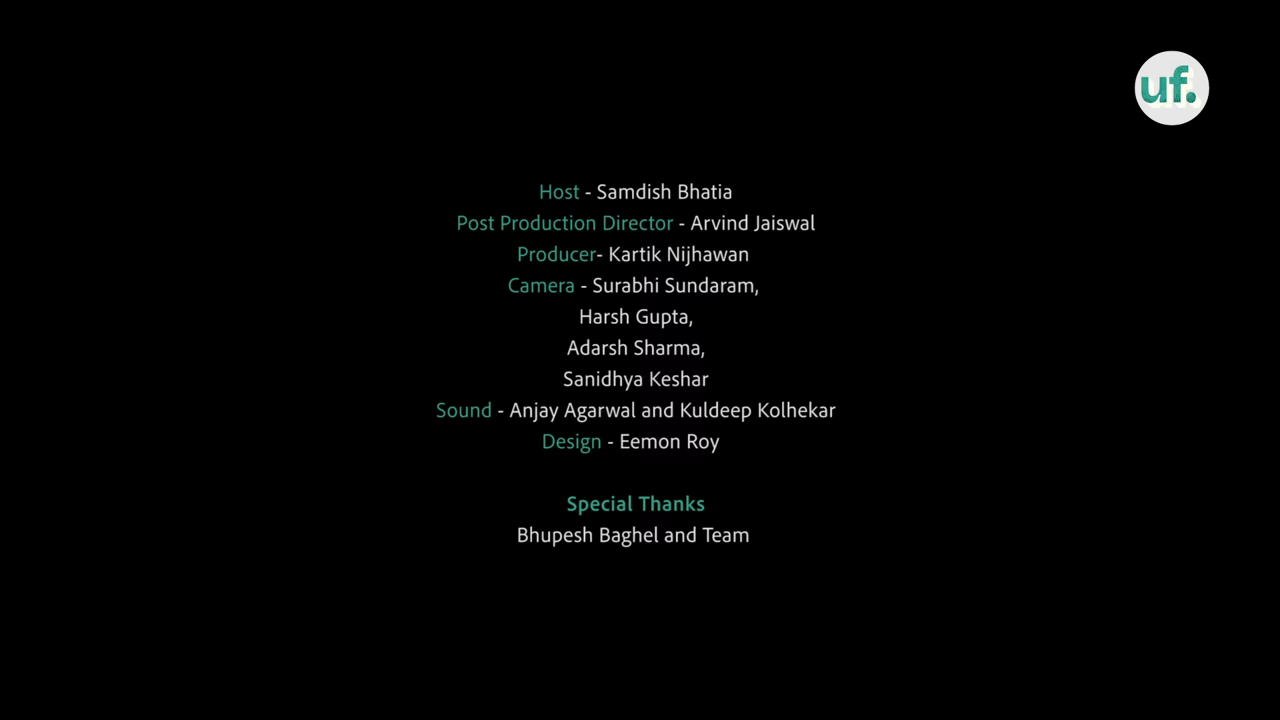 uf.
Host - Samdish Bhatia
Post Production Director - Arvind Jaiswal
Producer- Kartik Nijhawan
Camera - Surabhi Sundaram,
Harsh Gupta,
Adarsh Sharma,
Sanidhya Keshar
Sound - Anjay Agarwal and Kuldeep Kolhekar
Design - Eemon Roy
Special Thanks
Bhupesh Baghel and Team